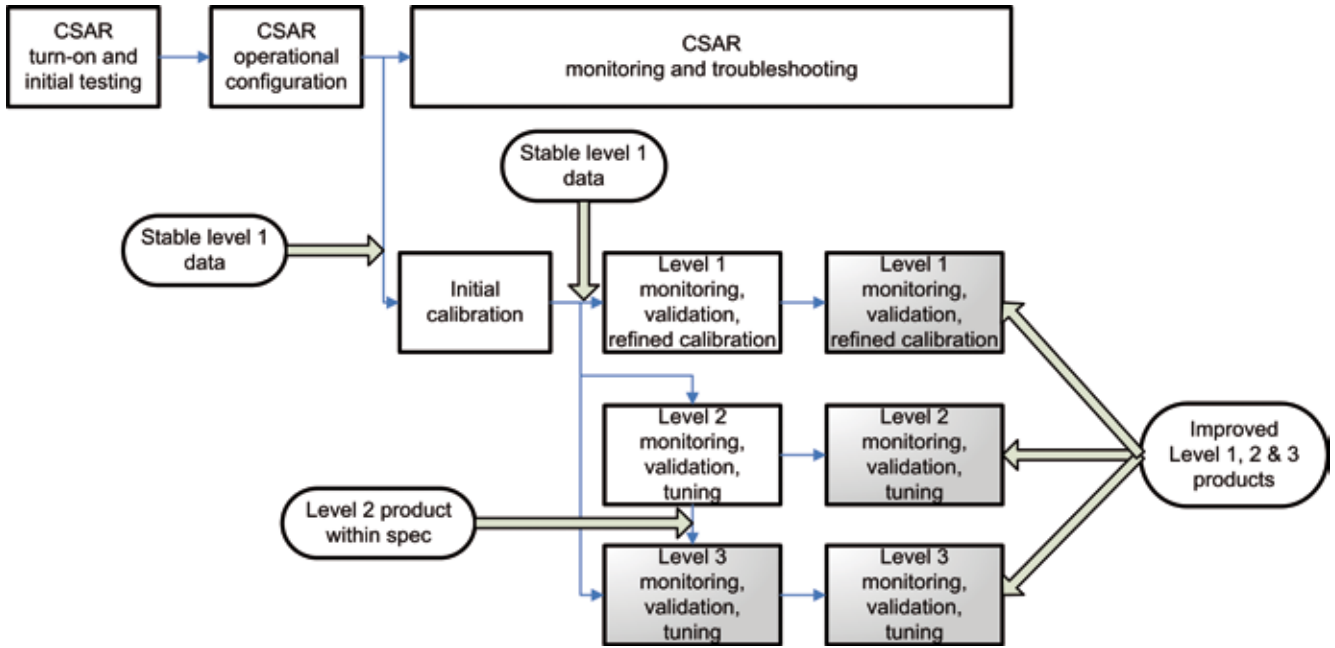 CSAR
turn-on and
initial testing
CSAR
operational
configuration
CSAR
monitoring and troubleshooting
Stable level 1
data
Stable level 1
data
Initial
calibration
Level 1
monitoring,
validation,
refined calibration
Level 1
monitoring,
validation,
refined calibration
Level 2
monitoring,
validation,
tuning
Level 2
monitoring,
validation,
tuning
Improved
Level 1, 2 & 3
products
Level 2 product
within spec
Level 3
monitoring,
validation,
tuning
Level 3
monitoring,
validation,
tuning